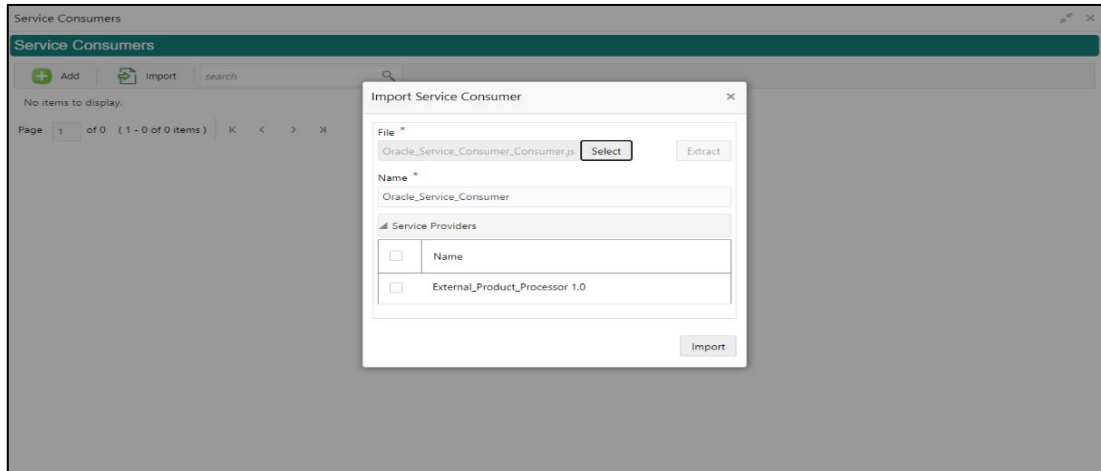 Service Consumers
Service Consumers
Add Import search
No items to display.
Page 1 of 0 (1 - 0 of 0 items)
Import Service Consumer
File *
Oracle_Service_Consumer_Consumer.js Select Extract
Name *
Oracle_Service_Consumer
Service Providers
Name
External_Product_Processor 1.0
Import